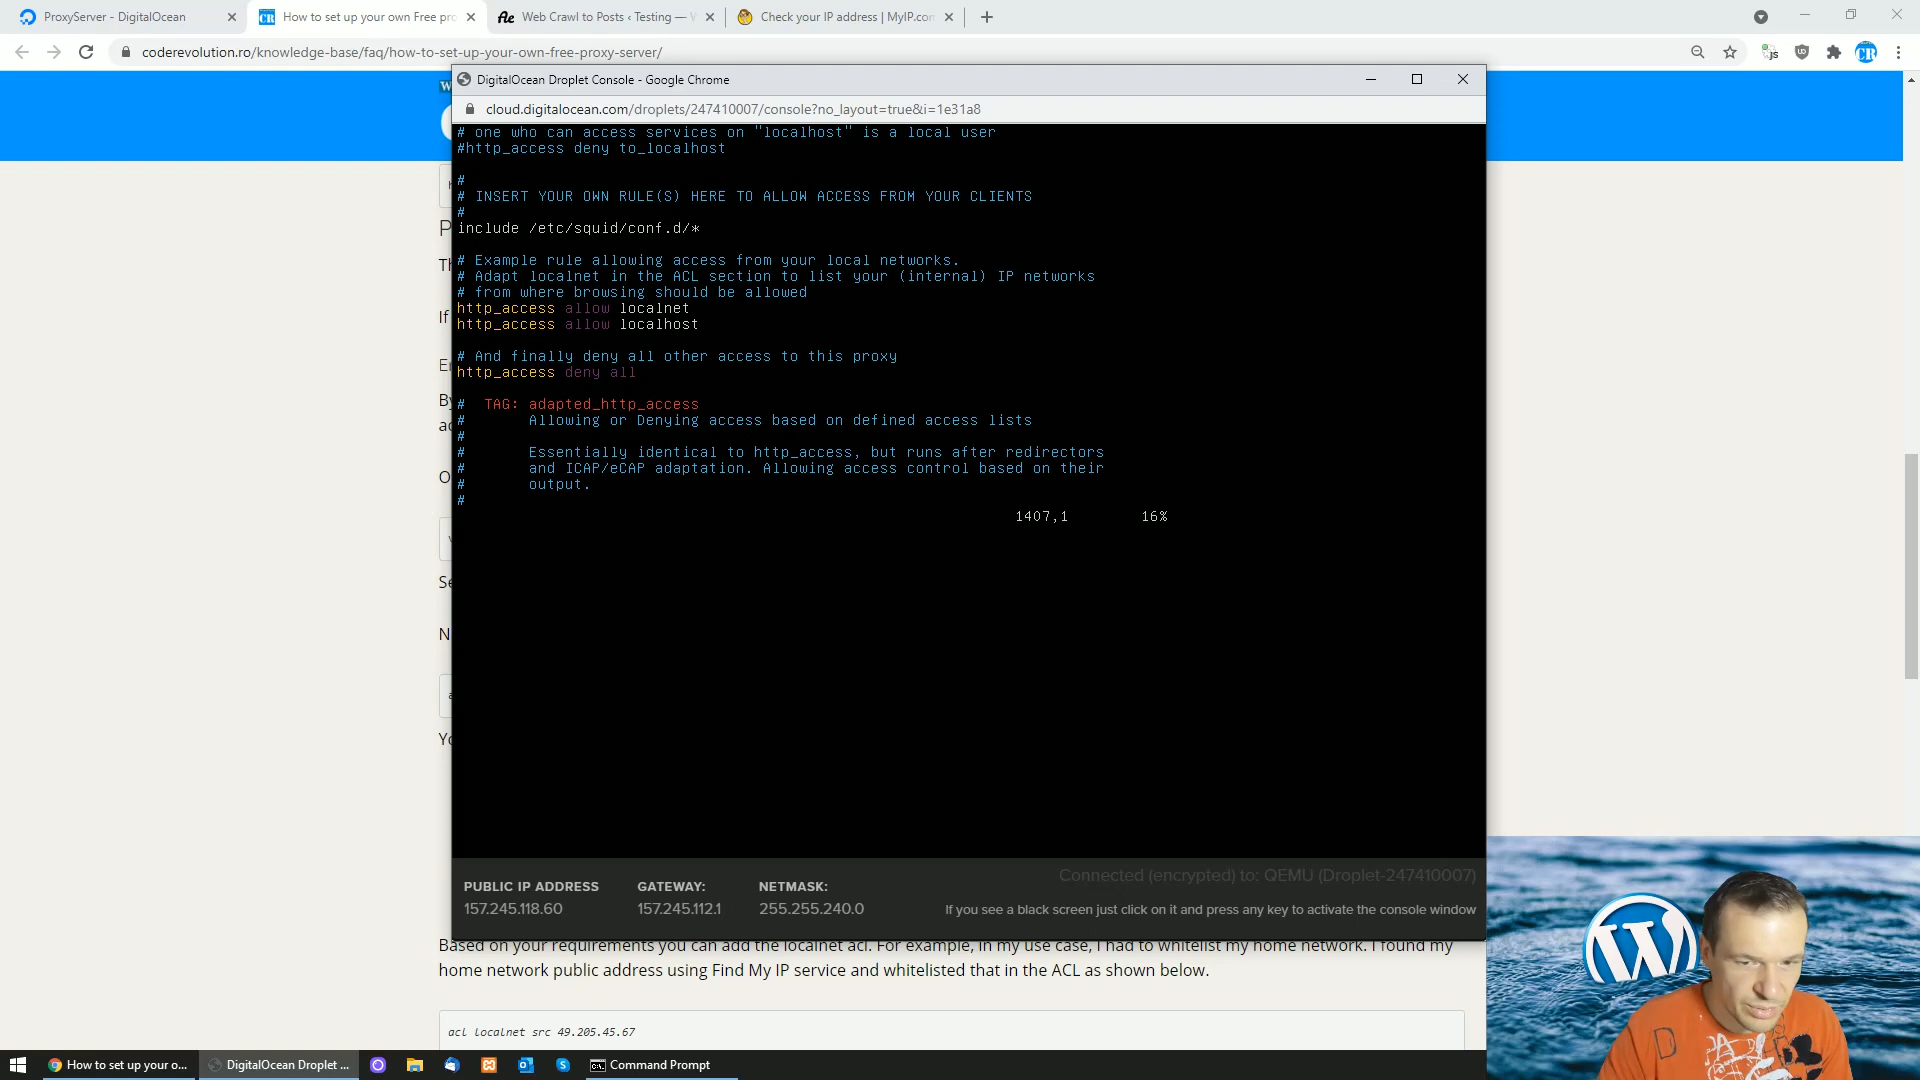 ProxyServer - DigitalOcean
How to set up your own Free pro
Web Crawl to Posts ‹ Testing —
Check your IP address | MyIP.com
coderevolution.ro/knowledge-base/faq/how-to-set-up-your-own-free-proxy-server/
DigitalOcean Droplet Console - Google Chrome
cloud.digitalocean.com/droplets/247410007/console?no_layout=true&i=1e31a8
# one who can access services on "localhost" is a local user
#http_access deny to_localhost
#
# INSERT YOUR OWN RULE(S) HERE TO ALLOW ACCESS FROM YOUR CLIENTS
#
include /etc/squid/conf.d/*
# Example rule allowing access from your local networks.
# Adapt localnet in the ACL section to list your (internal) IP networks
# from where browsing should be allowed
http_access allow localnet
http_access allow localhost
# And finally deny all other access to this proxy
http_access deny all
# TAG: adapted_http_access
# Allowing or Denying access based on defined access lists
#
# Essentially identical to http_access, but runs after redirectors
# and ICAP/eCAP adaptation. Allowing access control based on their
# output.
#
1407,1 16%
Connected (encrypted) to: QEMU (Droplet-247410007)
PUBLIC IP ADDRESS GATEWAY: NETMASK:
157.245.118.60 157.245.112.1 255.255.240.0
If you see a black screen just click on it and press any key to activate the console window
Based on your requirements you can add the localnet acl. For example, in my use case, I had to whitelist my home network. I found my
home network public address using Find My IP service and whitelisted that in the ACL as shown below.
acl localnet src 49.205.45.67
How to set up your o...
DigitalOcean Droplet ...
Command Prompt